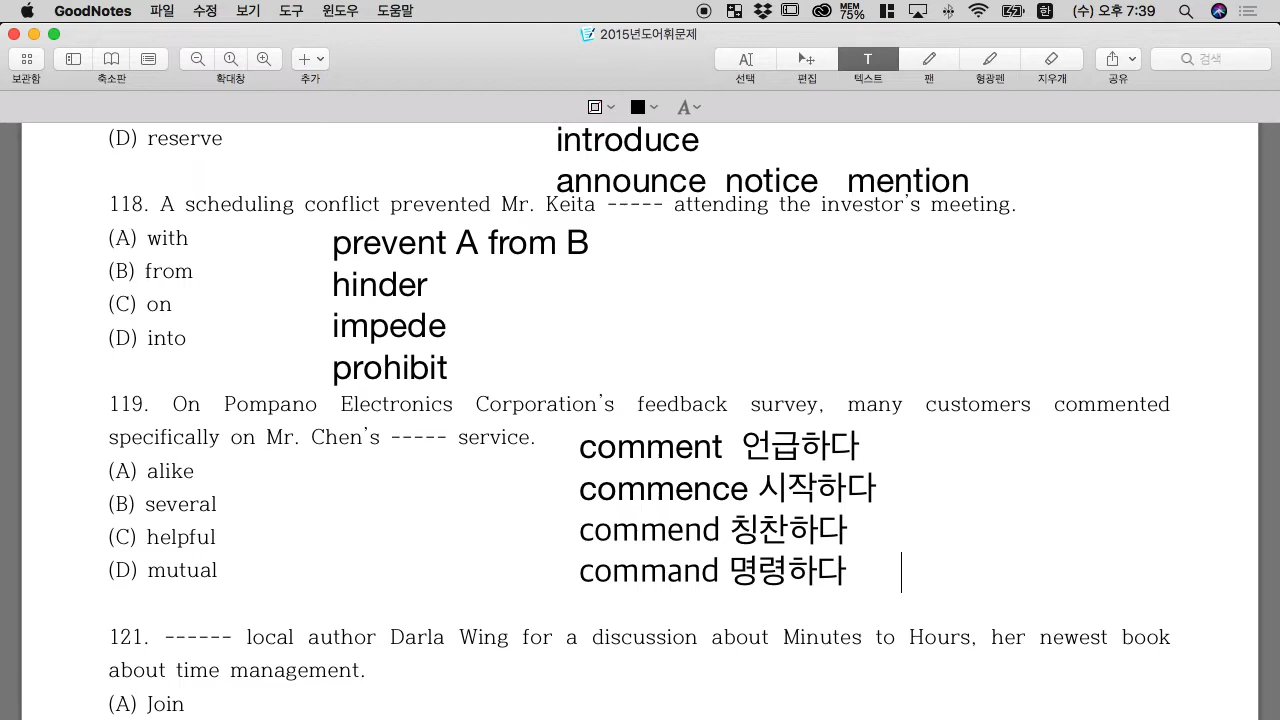 GoodNotes 파일 수정 보기 도구 윈도우 도움말 MEM 75% 한 (수) 오후 7:39
2015년도어휘문제
보관함 축소판 확대창 추가 선택 편집 텍스트 팬 형광펜 지우개 공유 검색
(D) reserve
introduce
announce notice mention
118. A scheduling conflict prevented Mr. Keita ----- attending the investor's meeting.
(A) with
prevent A from B
(B) from
hinder
(C) on
impede
(D) into
prohibit
119. On Pompano Electronics Corporation's feedback survey, many customers commented
specifically on Mr. Chen's ----- service.
comment 언급하다
(A) alike
commence 시작하다
(B) several
commend 칭찬하다
(C) helpful
command 명령하다
(D) mutual
121. ------ local author Darla Wing for a discussion about Minutes to Hours, her newest book
about time management.
(A) Join